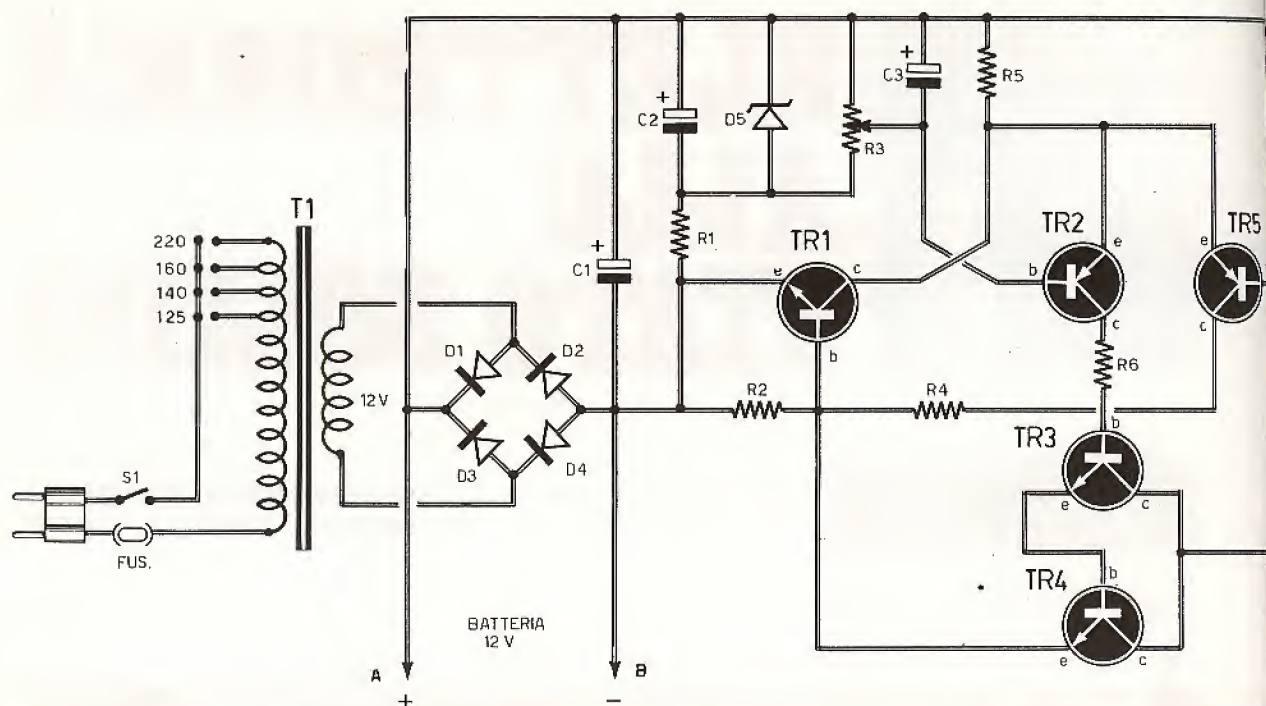 +
C3
R5
+
C2
D5
R3
T1
TR1
TR2
TR5
220
160
140
125
R1
e
c
b
e
c
e
c
+
C1
b
R6
D1
D2
12 V
R2
R4
D3
D4
TR3
b
e
c
S1
FUS.
TR4
b
e
c
BATTERIA
12 V
A
B
+
−